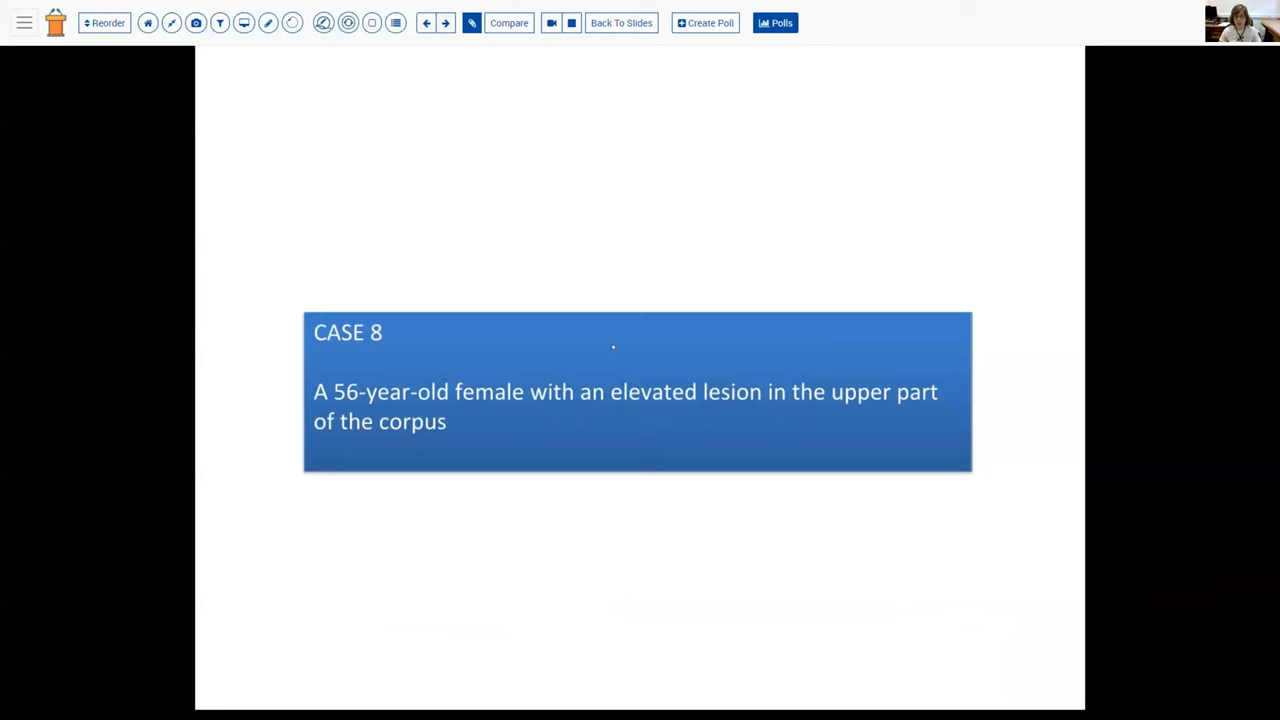 Reorder
Compare
Back To Slides
Create Poll
Polls
CASE 8
A 56-year-old female with an elevated lesion in the upper part
of the corpus